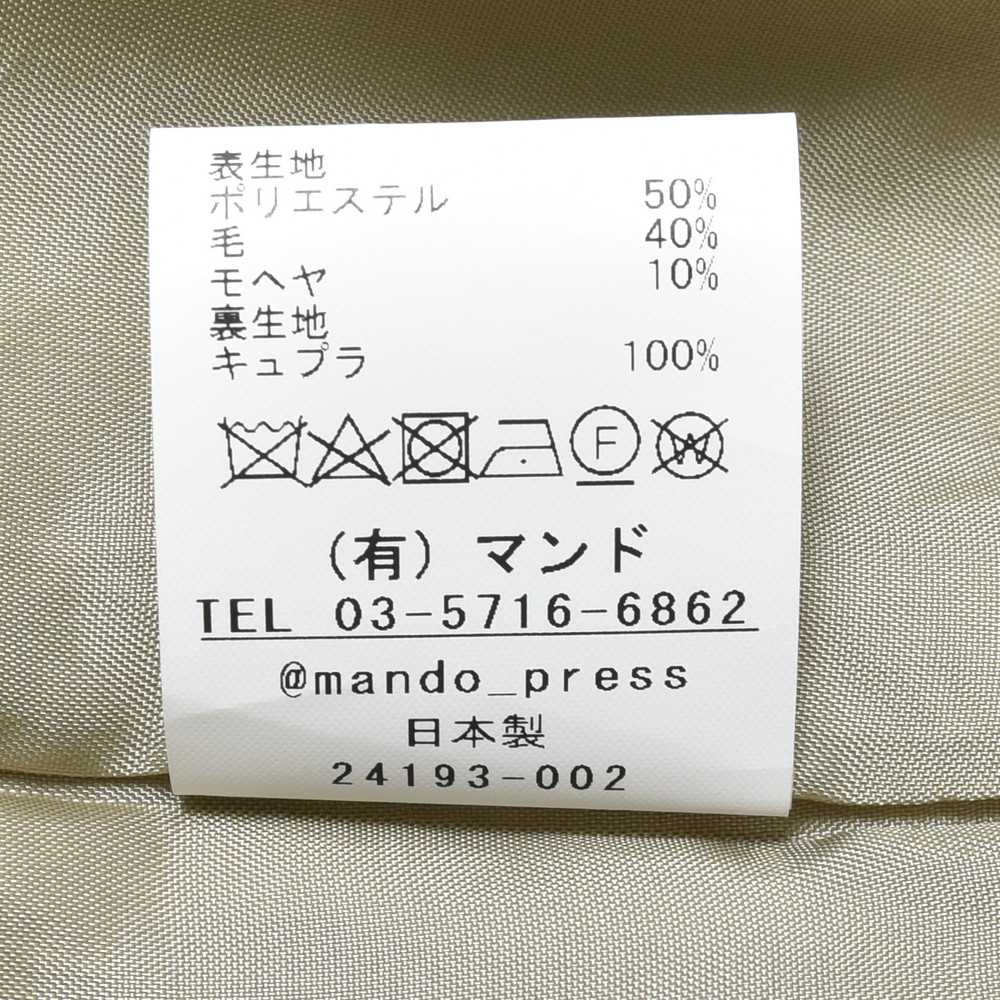 表生地
ポリエステル 50%
毛 40%
モヘヤ 10%
裏生地
キュプラ 100%
F W
(有) マンド
TEL 03-5716-6862
@mando_press
日本製
24193-002